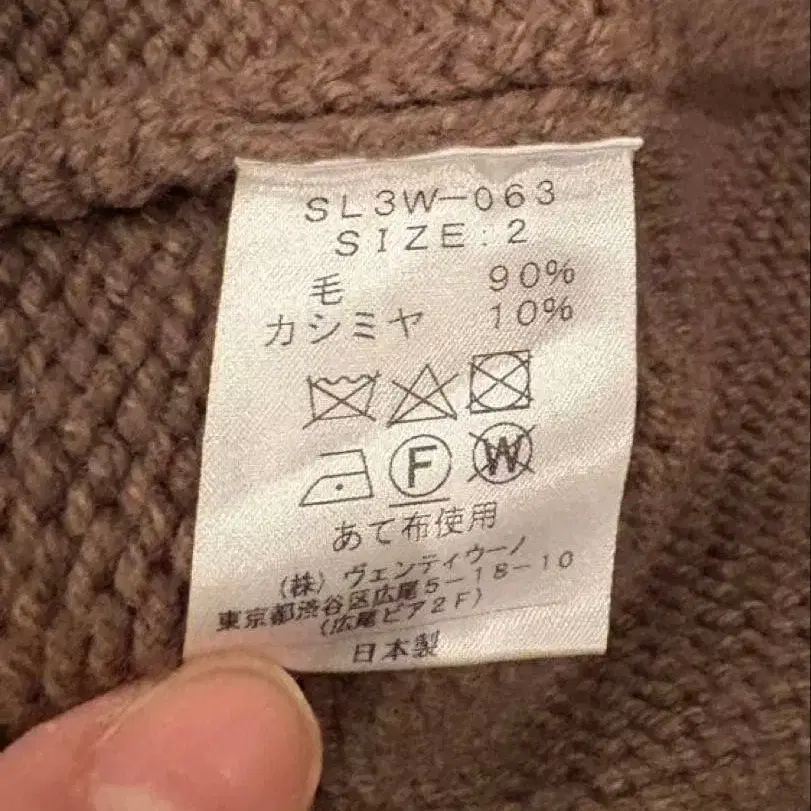 SL3W-063
SIZE:2
毛 90%
カシミヤ 10%
F W
あて布使用
(株) ヴェンティウーノ
東京都渋谷区広尾5-18-10
(広尾ピア2F)
日本製